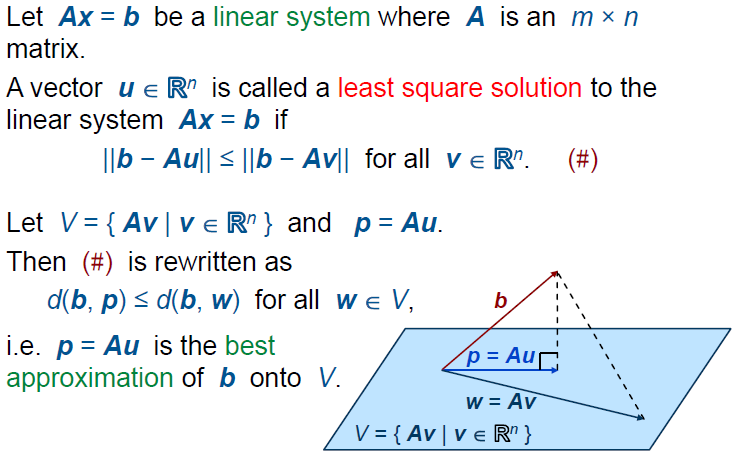 Let Ax = b be a linear system where A is an m × n
matrix.
A vector u ∈ ℝⁿ is called a least square solution to the
linear system Ax = b if
||b − Au|| ≤ ||b − Av|| for all v ∈ ℝⁿ. (#)
Let V = { Av | v ∈ ℝⁿ } and p = Au.
Then (#) is rewritten as
d(b, p) ≤ d(b, w) for all w ∈ V,
i.e. p = Au is the best
approximation of b onto V.
b
p = Au
w = Av
V = { Av | v ∈ ℝⁿ }